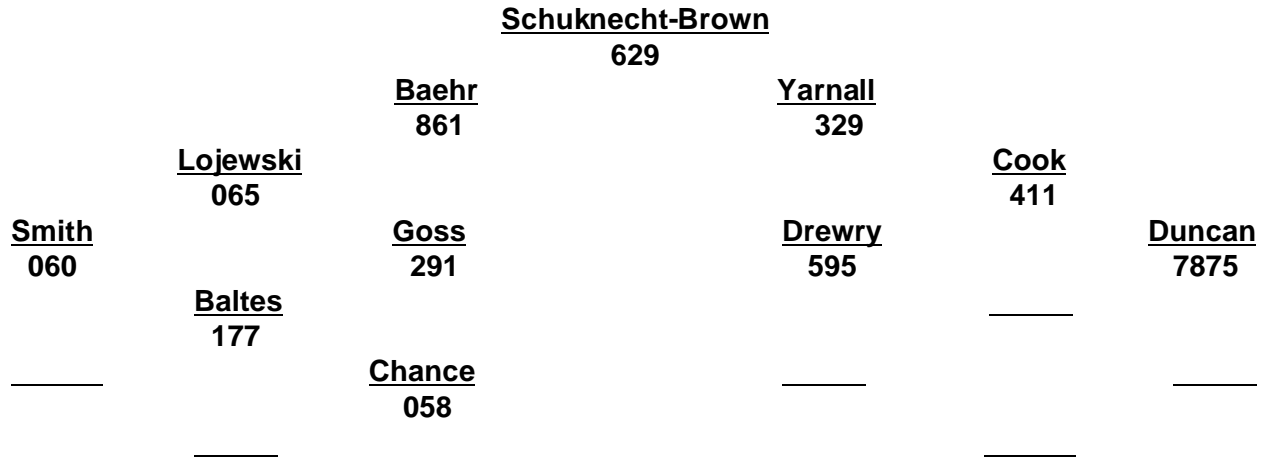 Schuknecht-Brown
629
Baehr Yarnall
861 329
Lojewski Cook
065 411
Smith Goss Drewry Duncan
060 291 595 7875
Baltes
177
Chance
058